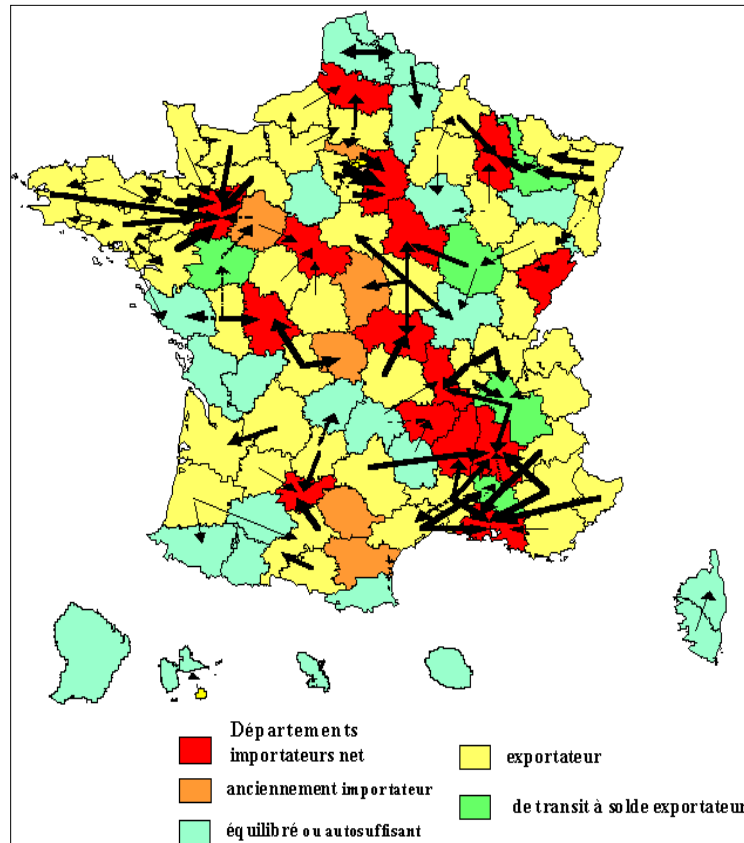 Départements
importateurs net
anciennement importateur
équilibré ou autosuffisant
exportateur
de transit à solde exportateur